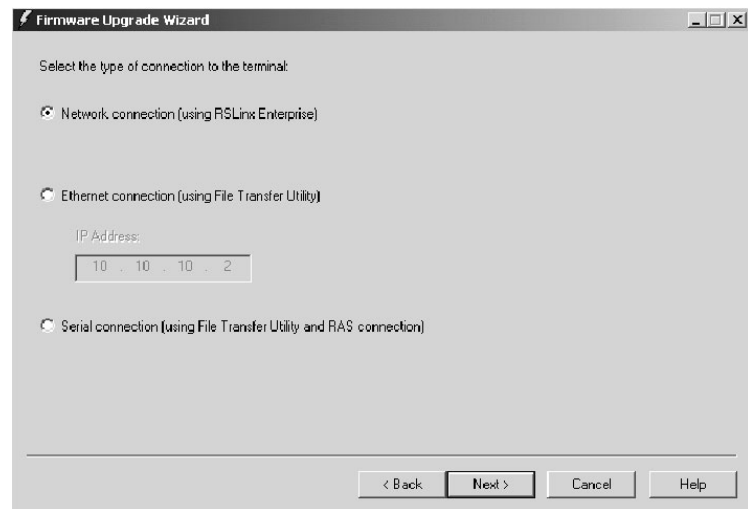 Firmware Upgrade Wizard
Select the type of connection to the terminal:
Network connection (using RSLinx Enterprise)
Ethernet connection (using File Transfer Utility)
IP Address:
10 . 10 . 10 . 2
Serial connection (using File Transfer Utility and RAS connection)
< Back Next > Cancel Help